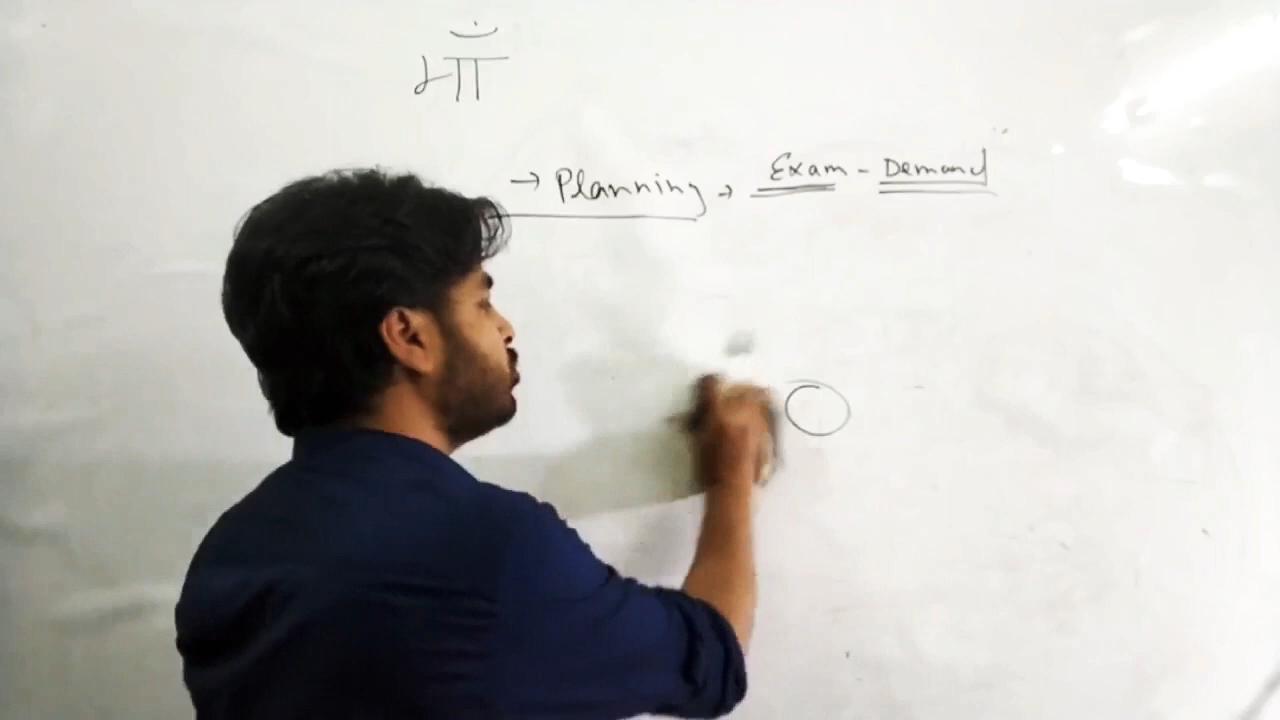 माँ
→ Planning → Exam - Demand